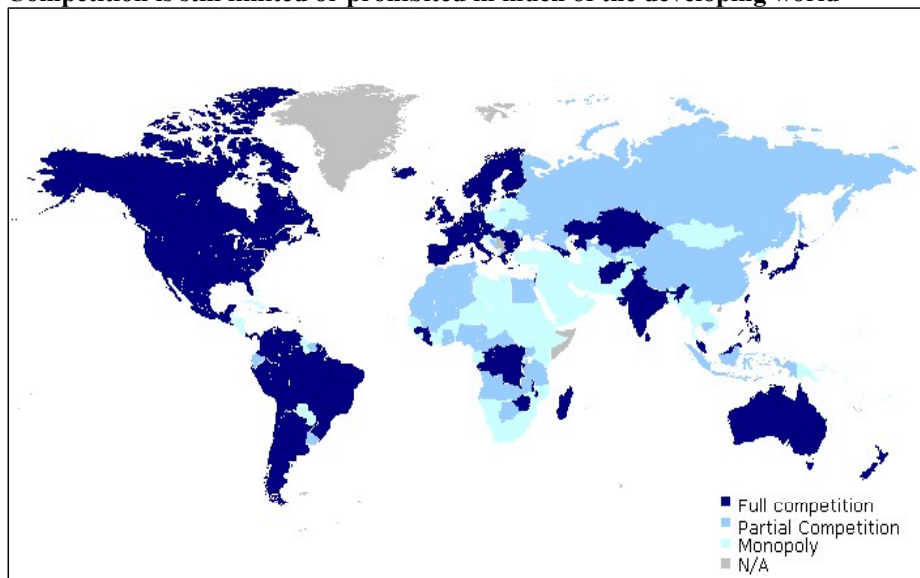 Competition is still limited or prohibited in much of the developing world
Full competition
Partial Competition
Monopoly
N/A